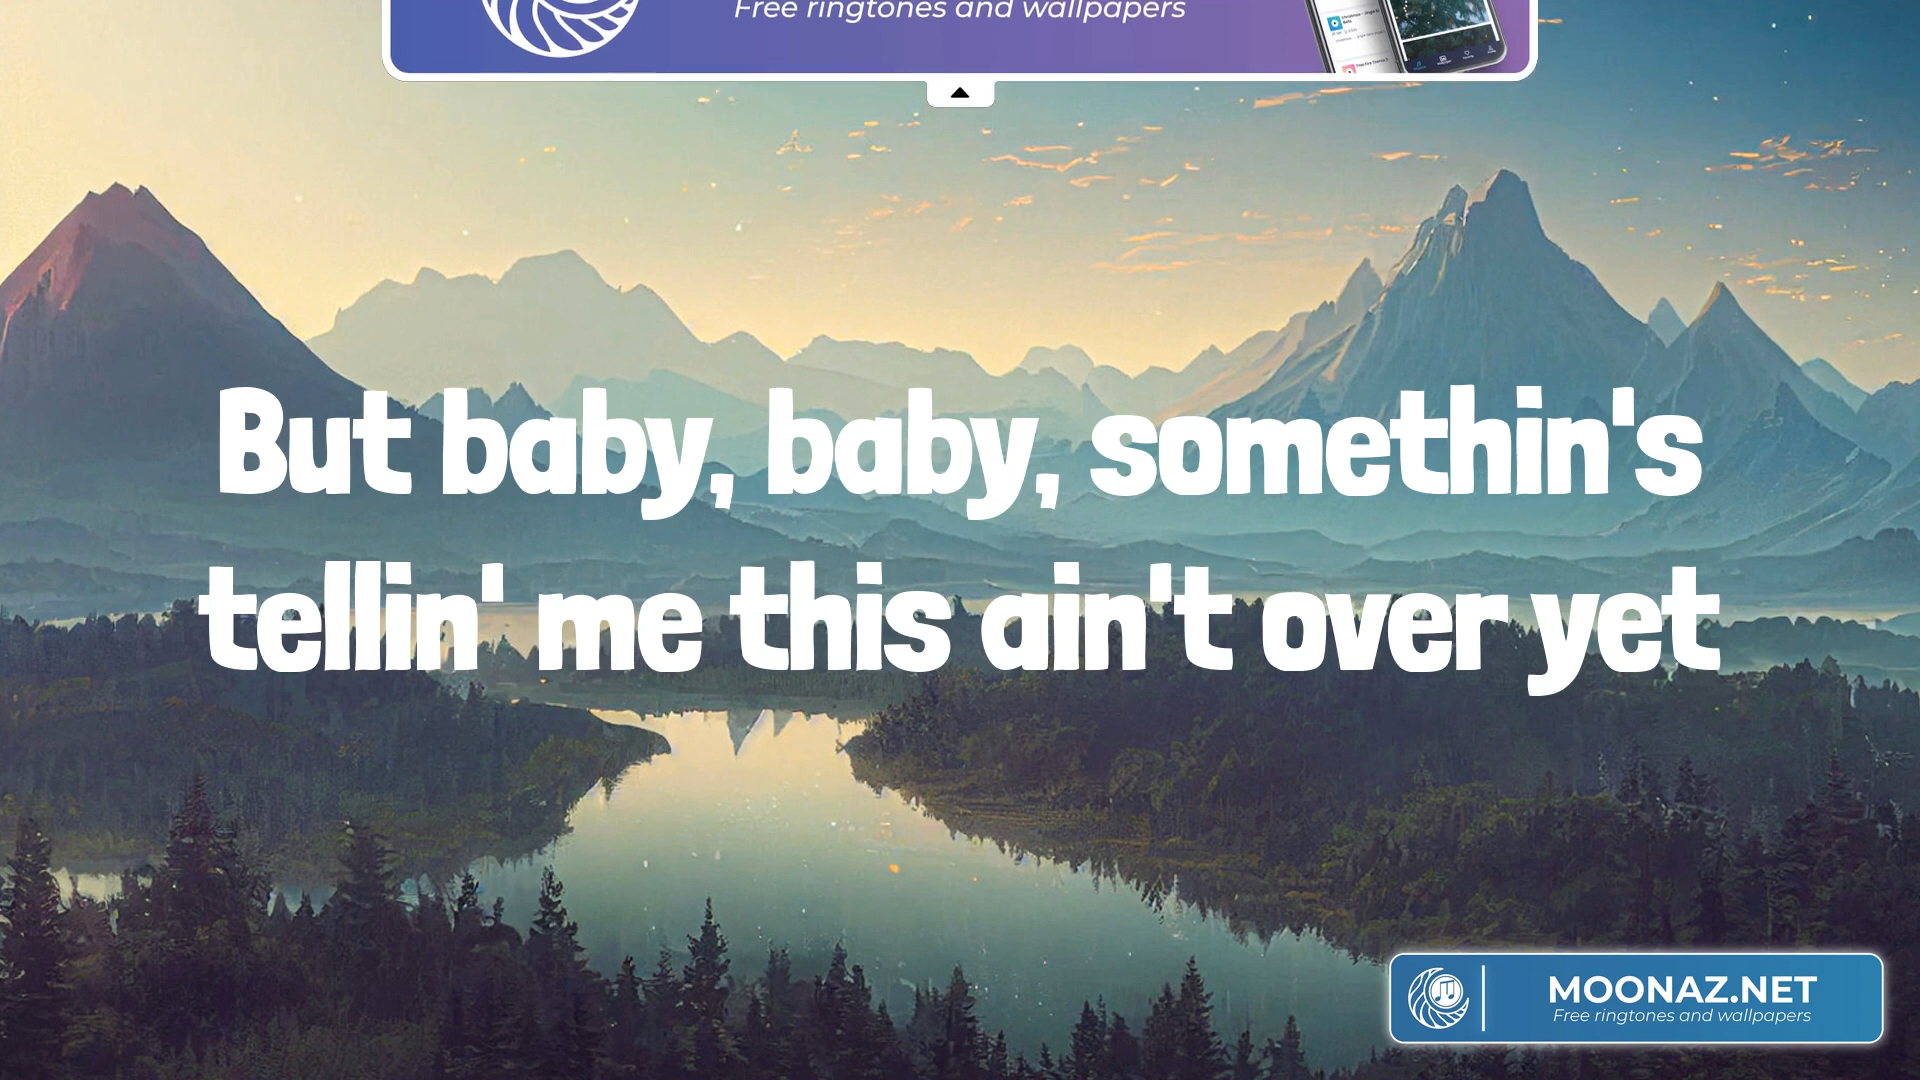 Free ringtones and wallpapers
But baby, baby, somethin's
tellin' me this ain't over yet
MOONAZ.NET
Free ringtones and wallpapers